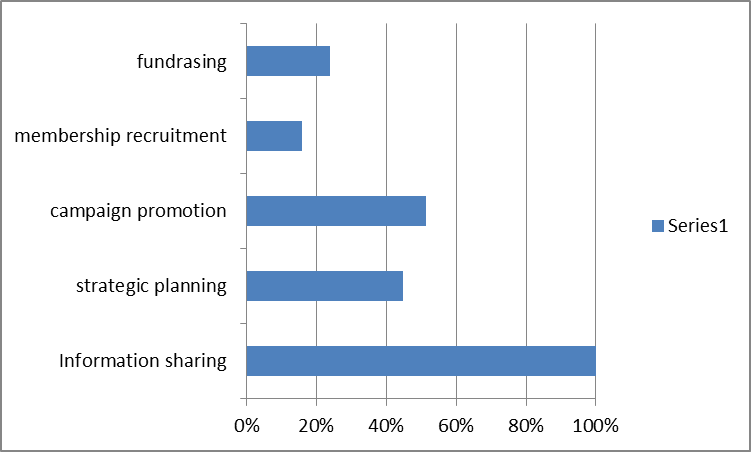 fundrasing
membership recruitment
campaign promotion
strategic planning
Information sharing
0% 20% 40% 60% 80% 100%
Series1